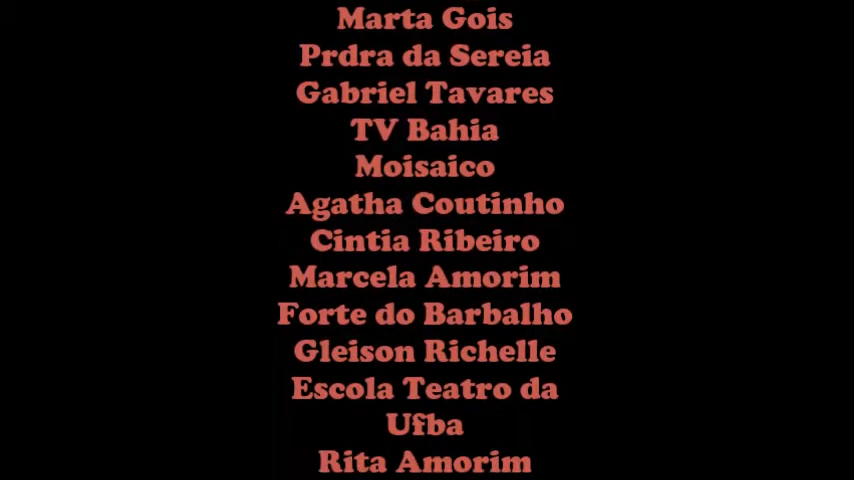 Marta Gois
Prdra da Sereia
Gabriel Tavares
TV Bahia
Moisaico
Agatha Coutinho
Cintia Ribeiro
Marcela Amorim
Forte do Barbalho
Gleison Richelle
Escola Teatro da
Ufba
Rita Amorim